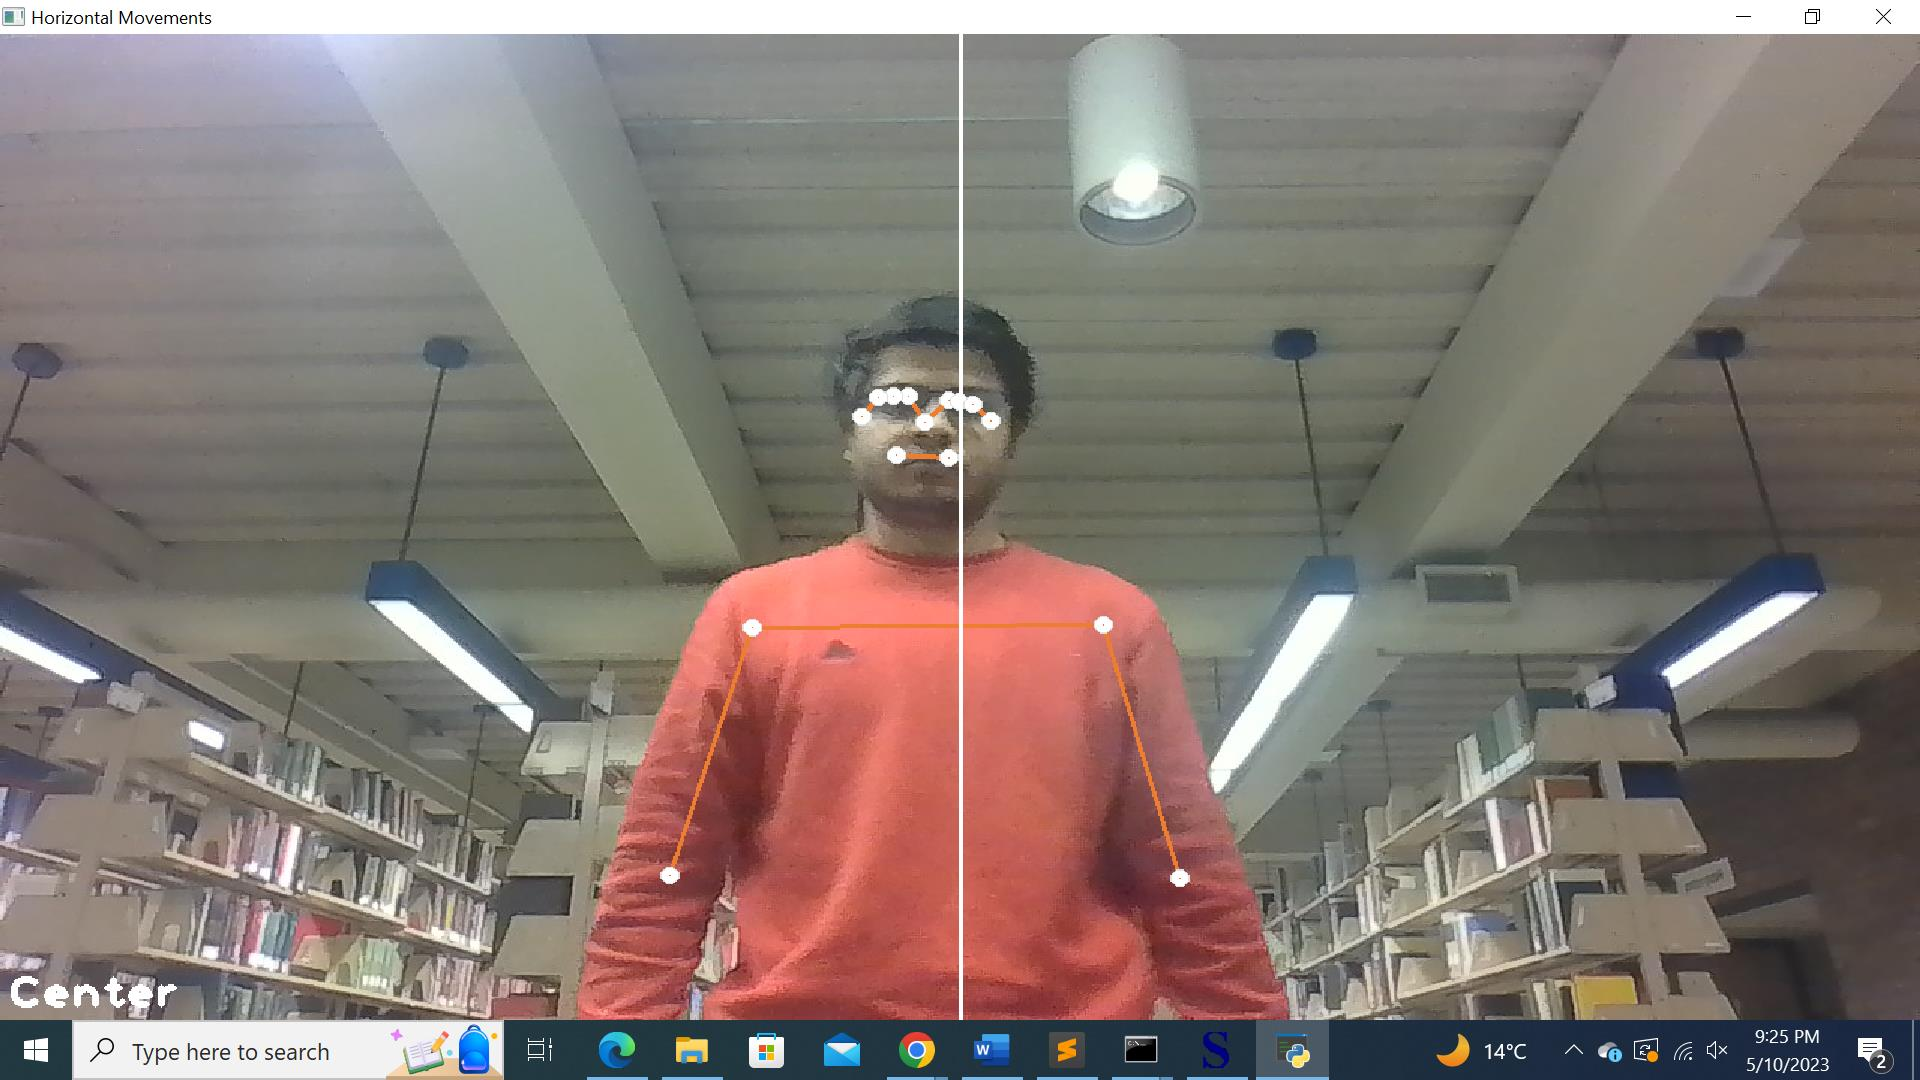 Horizontal Movements
Center
Type here to search
14°C
9:25 PM
5/10/2023
2